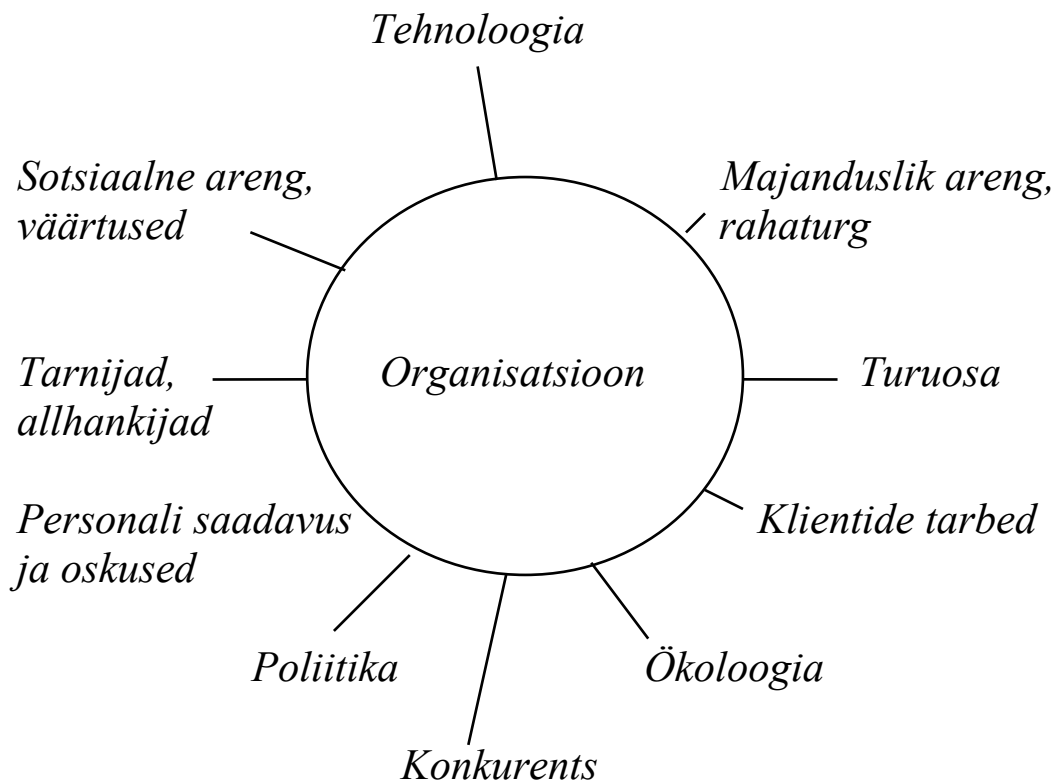 Tehnoloogia
Sotsiaalne areng,
väärtused
Majanduslik areng,
rahaturg
Tarnijad,
allhankijad
Organisatsioon
Turuosa
Personali saadavus
ja oskused
Klientide tarbed
Poliitika
Ökoloogia
Konkurents